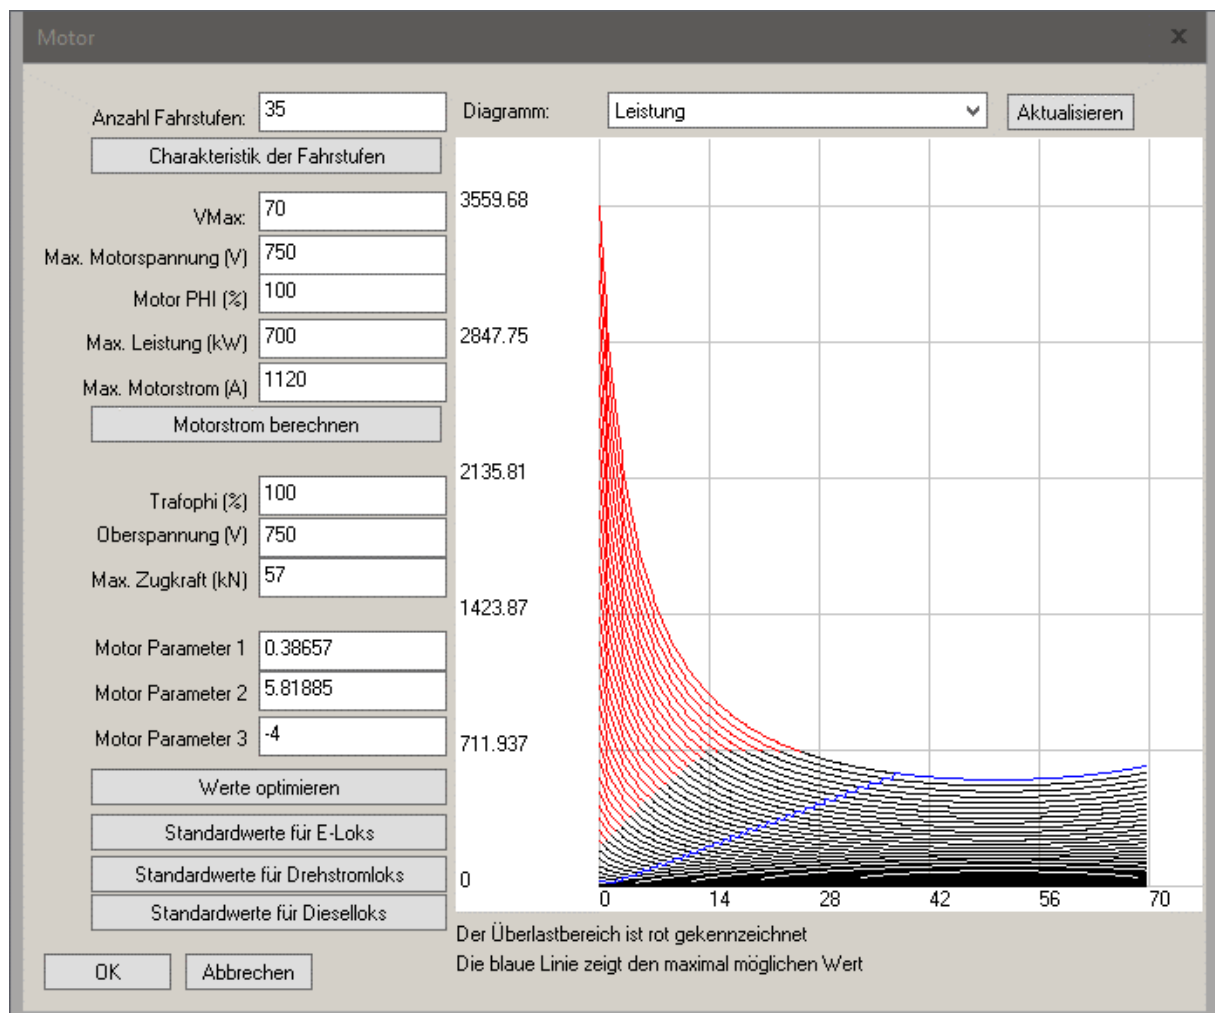 Motor x
Anzahl Fahrstufen: 35
Diagramm: Leistung Aktualisieren
Charakteristik der Fahrstufen
VMax: 70
Max. Motorspannung (V) 750
Motor PHI (%) 100
Max. Leistung (kW) 700
Max. Motorstrom (A) 1120
Motorstrom berechnen
Trafophi (%) 100
Oberspannung (V) 750
Max. Zugkraft (kN) 57
Motor Parameter 1 0.38657
Motor Parameter 2 5.81885
Motor Parameter 3 -4
Werte optimieren
Standardwerte für E-Loks
Standardwerte für Drehstromloks
Standardwerte für Dieselloks
OK Abbrechen
3559.68
2847.75
2135.81
1423.87
711.937
0
0 14 28 42 56 70
Der Überlastbereich ist rot gekennzeichnet
Die blaue Linie zeigt den maximal möglichen Wert